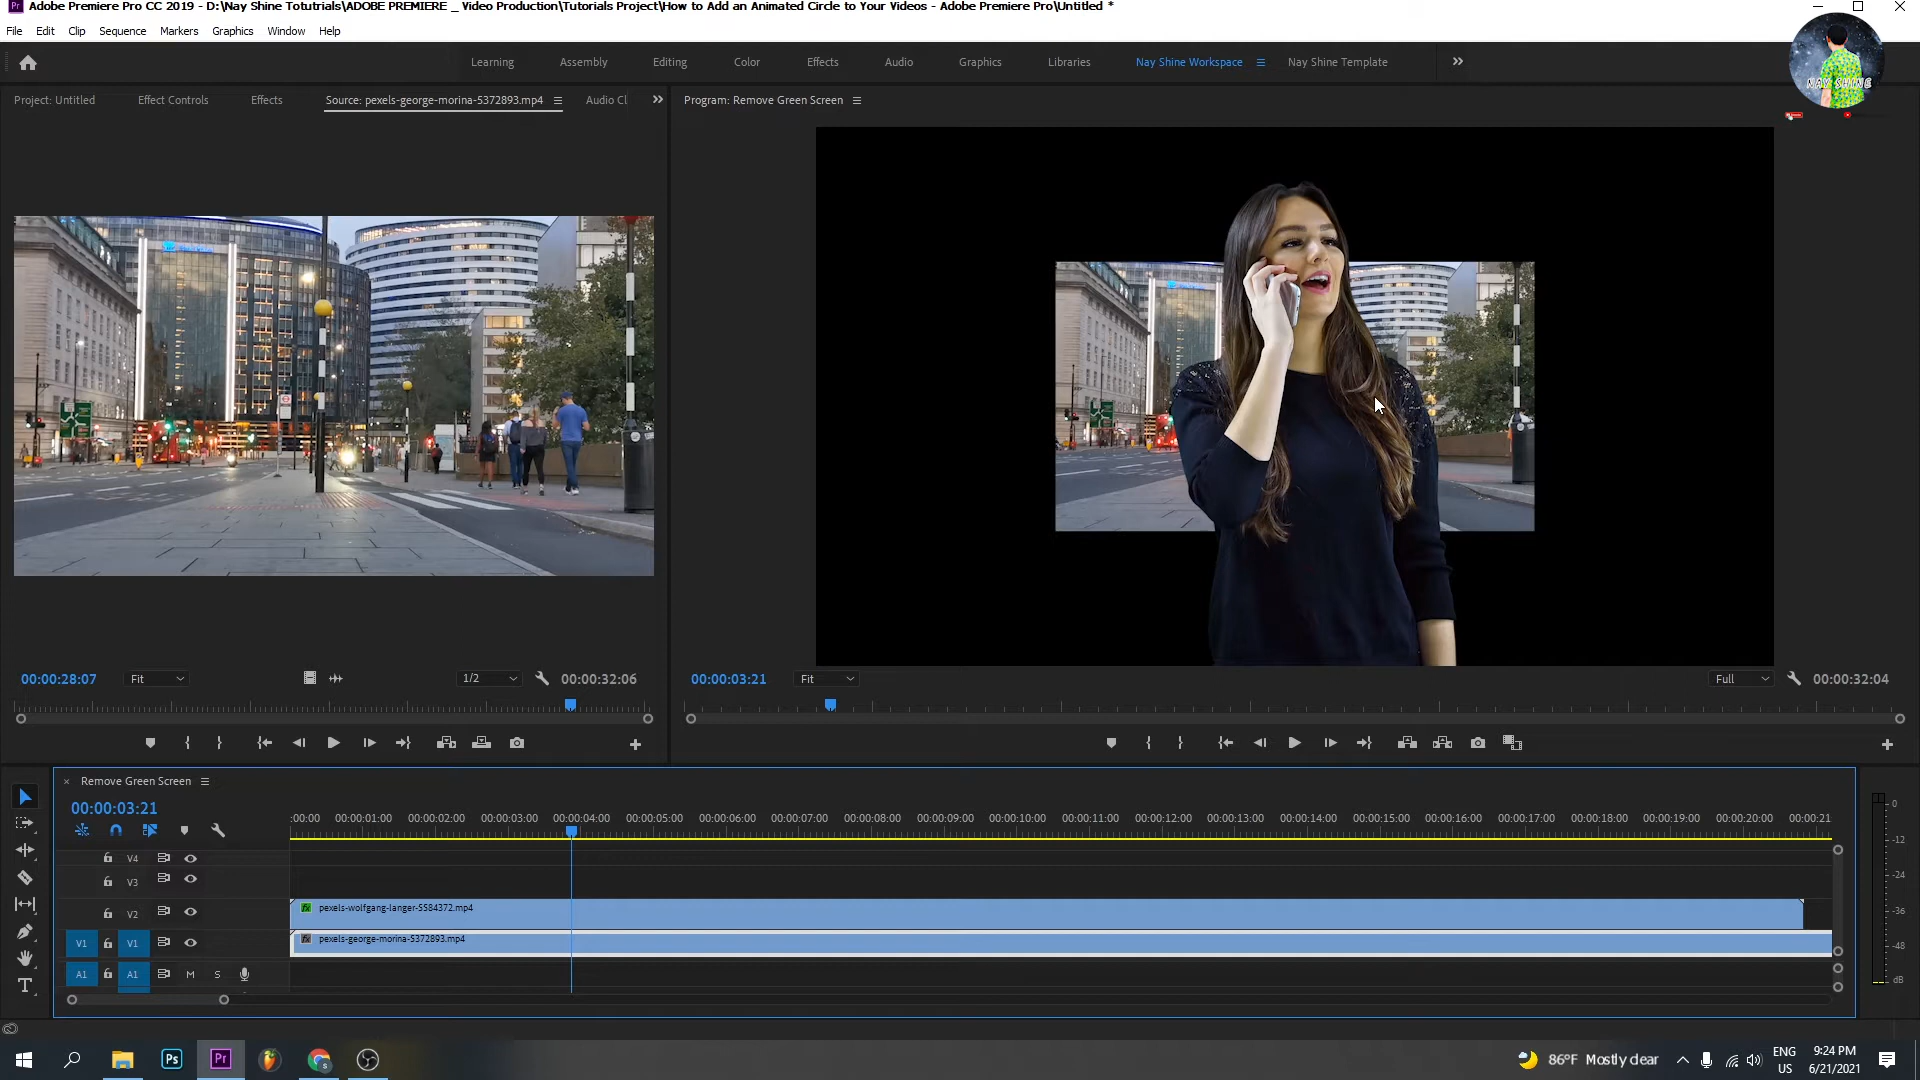 Adobe Premiere Pro CC 2019 - D:\Nay Shine Totutrials\ADOBE PREMIERE _ Video Production\Tutorials Project\How to Add an Animated Circle to Your Videos - Adobe Premiere Pro\Untitled *
File Edit Clip Sequence Markers Graphics Window Help
Learning Assembly Editing Color Effects Audio Graphics Libraries Nay Shine Workspace Nay Shine Template
NAY SHINE
Project: Untitled Effect Controls Effects Source: pexels-george-morina-5372893.mp4 Audio Cl
Program: Remove Green Screen
00:00:28:07 Fit 1/2 00:00:32:06
00:00:03:21 Fit Full 00:00:32:04
Remove Green Screen
00:00:03:21
:00:00 00:00:01:00 00:00:02:00 00:00:03:00 00:00:04:00 00:00:05:00 00:00:06:00 00:00:07:00 00:00:08:00 00:00:09:00 00:00:10:00 00:00:11:00 00:00:12:00 00:00:13:00 00:00:14:00 00:00:15:00 00:00:16:00 00:00:17:00 00:00:18:00 00:00:19:00 00:00:20:00 00:00:21
V4
V3
V2 fx pexels-wolfgang-langer-5584372.mp4
V1 V1 fx pexels-george-morina-5372893.mp4
A1 A1 M S
0
-12
-24
-36
-48
dB
Ps Pr
86°F Mostly clear
ENG
US
9:24 PM
6/21/2021